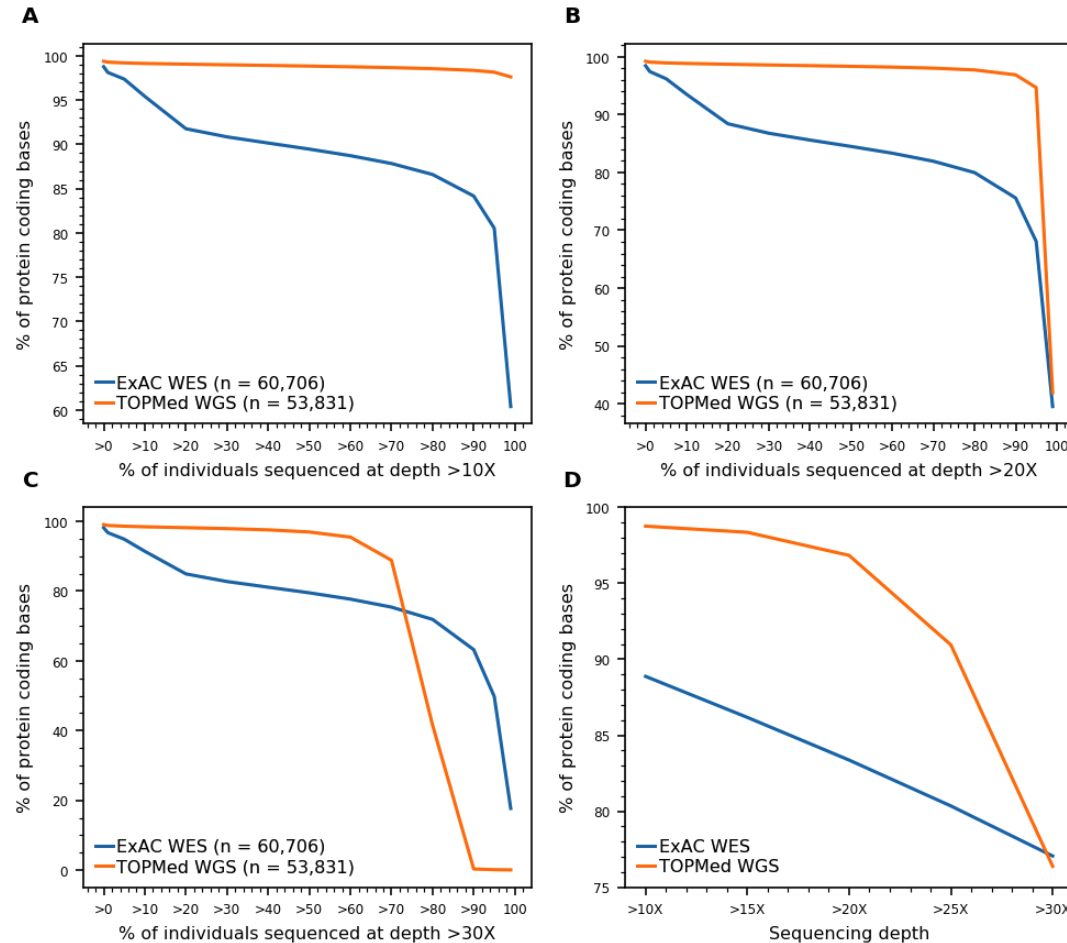 A
% of protein coding bases
100
95
90
85
80
75
70
65
60
ExAC WES (n = 60,706)
TOPMed WGS (n = 53,831)
>0 >10 >20 >30 >40 >50 >60 >70 >80 >90 100
% of individuals sequenced at depth >10X
B
% of protein coding bases
100
90
80
70
60
50
40
ExAC WES (n = 60,706)
TOPMed WGS (n = 53,831)
>0 >10 >20 >30 >40 >50 >60 >70 >80 >90 100
% of individuals sequenced at depth >20X
C
% of protein coding bases
100
80
60
40
20
0
ExAC WES (n = 60,706)
TOPMed WGS (n = 53,831)
>0 >10 >20 >30 >40 >50 >60 >70 >80 >90 100
% of individuals sequenced at depth >30X
D
% of protein coding bases
100
95
90
85
80
75
ExAC WES
TOPMed WGS
>10X >15X >20X >25X >30X
Sequencing depth